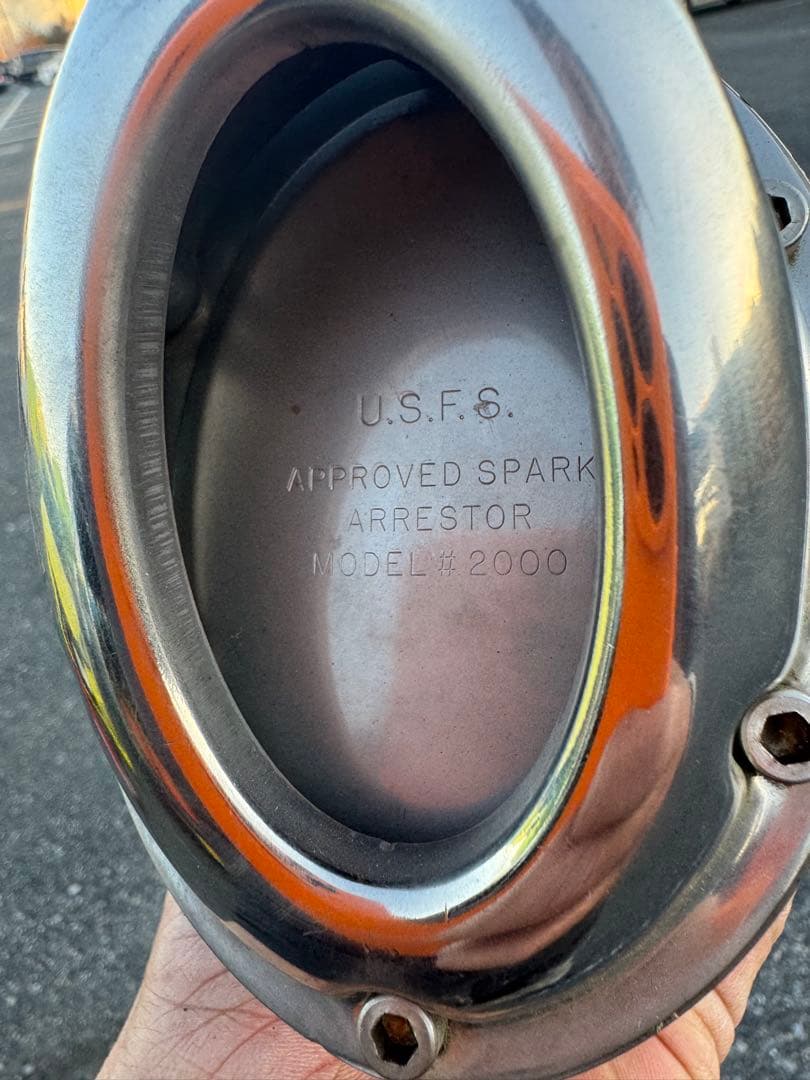 U.S.F.S.
APPROVED SPARK
ARRESTOR
MODEL # 2000